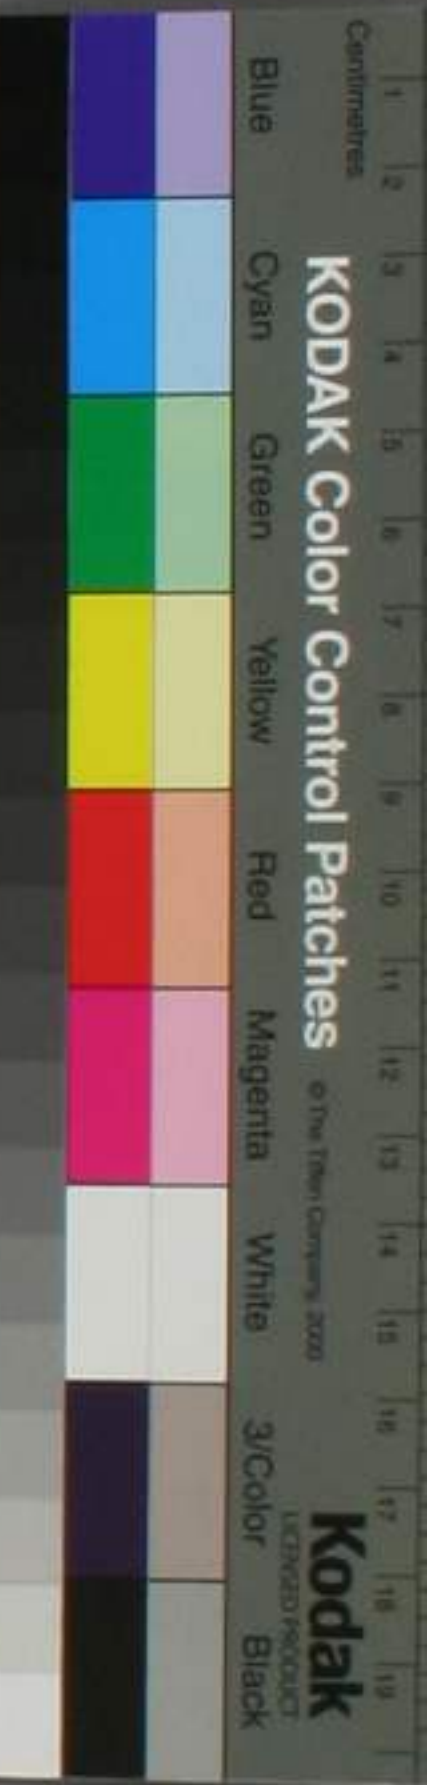 Centimetres
1 2 3 4 5 6 7 8 9 10 11 12 13 14 15 16 17 18 19
KODAK Color Control Patches
© The Tiffen Company, 2000
Kodak
LICENSED PRODUCT
Blue Cyan Green Yellow Red Magenta White 3/Color Black